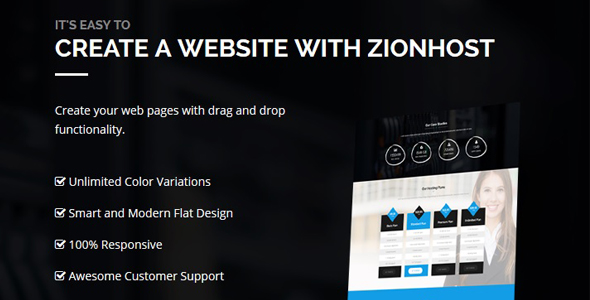 IT'S EASY TO
CREATE A WEBSITE WITH ZIONHOST
Create your web pages with drag and drop
functionality.
Unlimited Color Variations
Smart and Modern Flat Design
100% Responsive
Awesome Customer Support